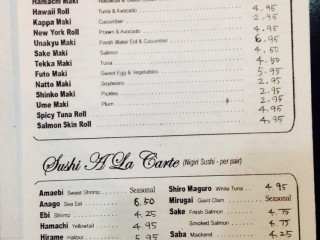 Hamachi Maki
Hawaii Roll Tuna & Avocado 4.95
Kappa Maki Cucumber 2.95
New York Roll Prawn & Avocado 4.95
Unakyu Maki Fresh Water Eel & Cucumber 6.95
Sake Maki Salmon 4.50
Tekka Maki Tuna 4.50
Futo Maki Sweet Egg & Vegetables 5.95
Natto Maki Soybeans 2.95
Shinko Maki Pickles 2.95
Ume Maki Plum 2.95
Spicy Tuna Roll 4.50
Salmon Skin Roll 4.50
Sushi A La Carte (Nigiri Sushi - per pair)
Amaebi Sweet Shrimp Seasonal
Anago Sea Eel 6.50
Ebi Shrimp 4.25
Hamachi Yellowtail 4.95
Hirame Halibut
Shiro Maguro White Tuna 4.95
Mirugai Giant Clam Seasonal
Sake Fresh Salmon 4.75
Smoked Salmon 4.75
Saba Mackerel 4.25